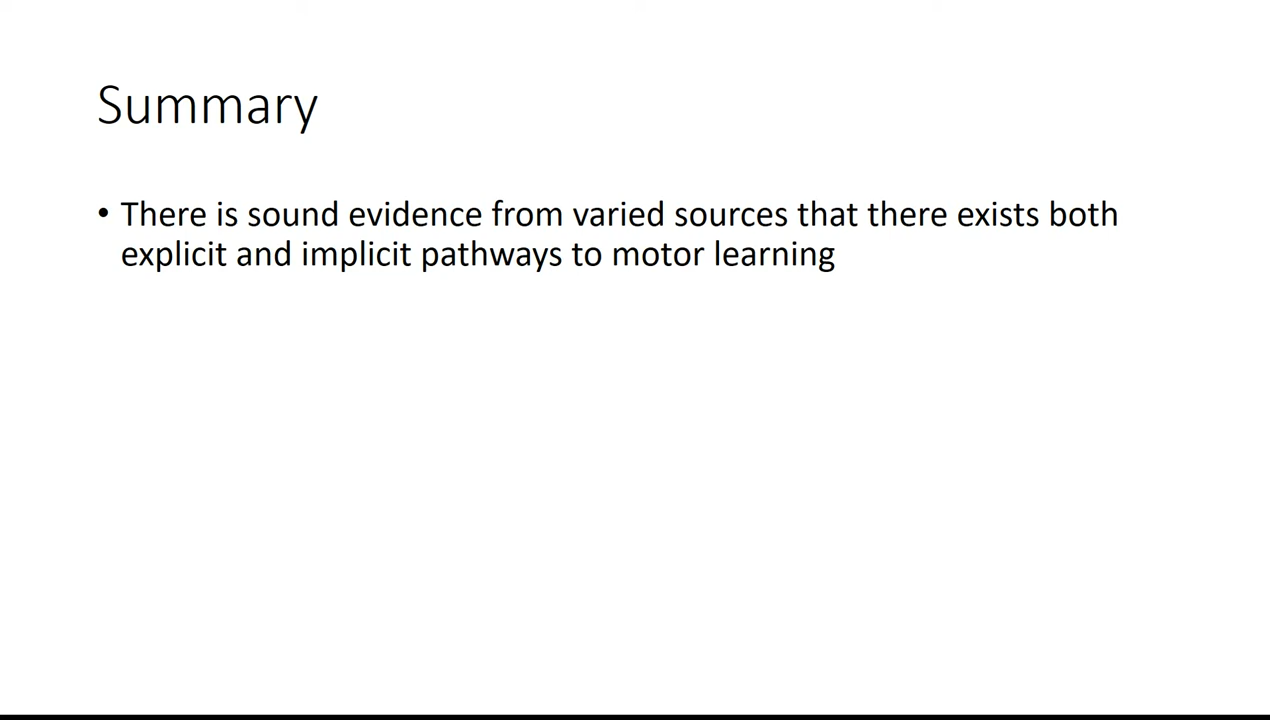 Summary
• There is sound evidence from varied sources that there exists both
explicit and implicit pathways to motor learning